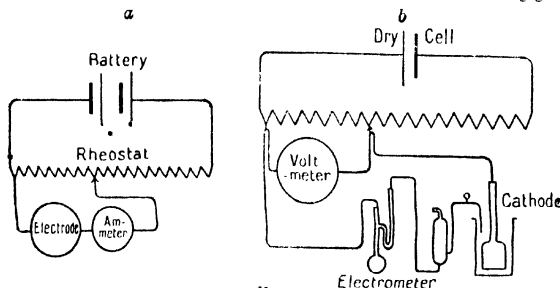 a
b
Battery
Rheostat
Electrode
Am-
meter
Dry Cell
Volt
-meter
Cathode
Electrometer